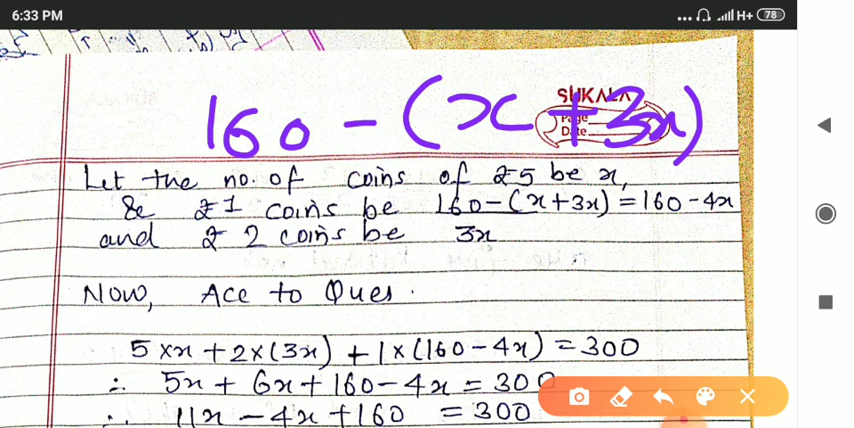 6:33 PM
H+ 78
SUKALA
160 - (x + 3x)
Page
Date
Let the no. of coins of ₹5 be x,
& ₹1 coins be 160-(x+3x) = 160-4x
and ₹2 coins be 3x
Now, Acc to Ques.
5×x + 2×(3x) + 1×(160-4x) = 300
∴ 5x + 6x + 160-4x = 300
∴ 11x - 4x + 160 = 300